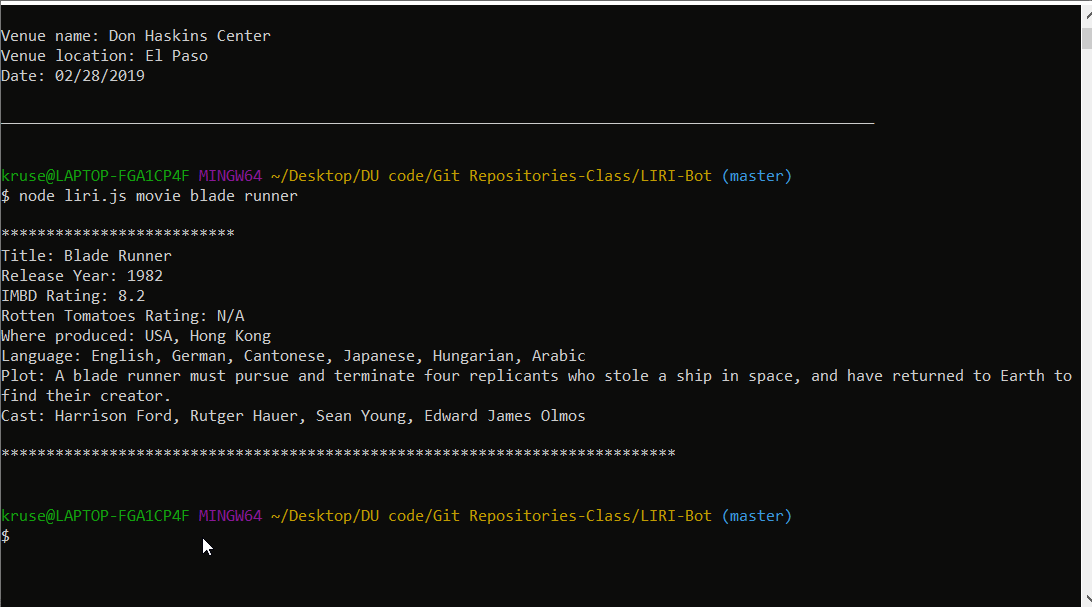 Venue name: Don Haskins Center
Venue location: El Paso
Date: 02/28/2019
_________________________________________________________________________________________________
kruse@LAPTOP-FGA1CP4F MINGW64 ~/Desktop/DU code/Git Repositories-Class/LIRI-Bot (master)
$ node liri.js movie blade runner
**************************
Title: Blade Runner
Release Year: 1982
IMBD Rating: 8.2
Rotten Tomatoes Rating: N/A
Where produced: USA, Hong Kong
Language: English, German, Cantonese, Japanese, Hungarian, Arabic
Plot: A blade runner must pursue and terminate four replicants who stole a ship in space, and have returned to Earth to
find their creator.
Cast: Harrison Ford, Rutger Hauer, Sean Young, Edward James Olmos
***************************************************************************
kruse@LAPTOP-FGA1CP4F MINGW64 ~/Desktop/DU code/Git Repositories-Class/LIRI-Bot (master)
$